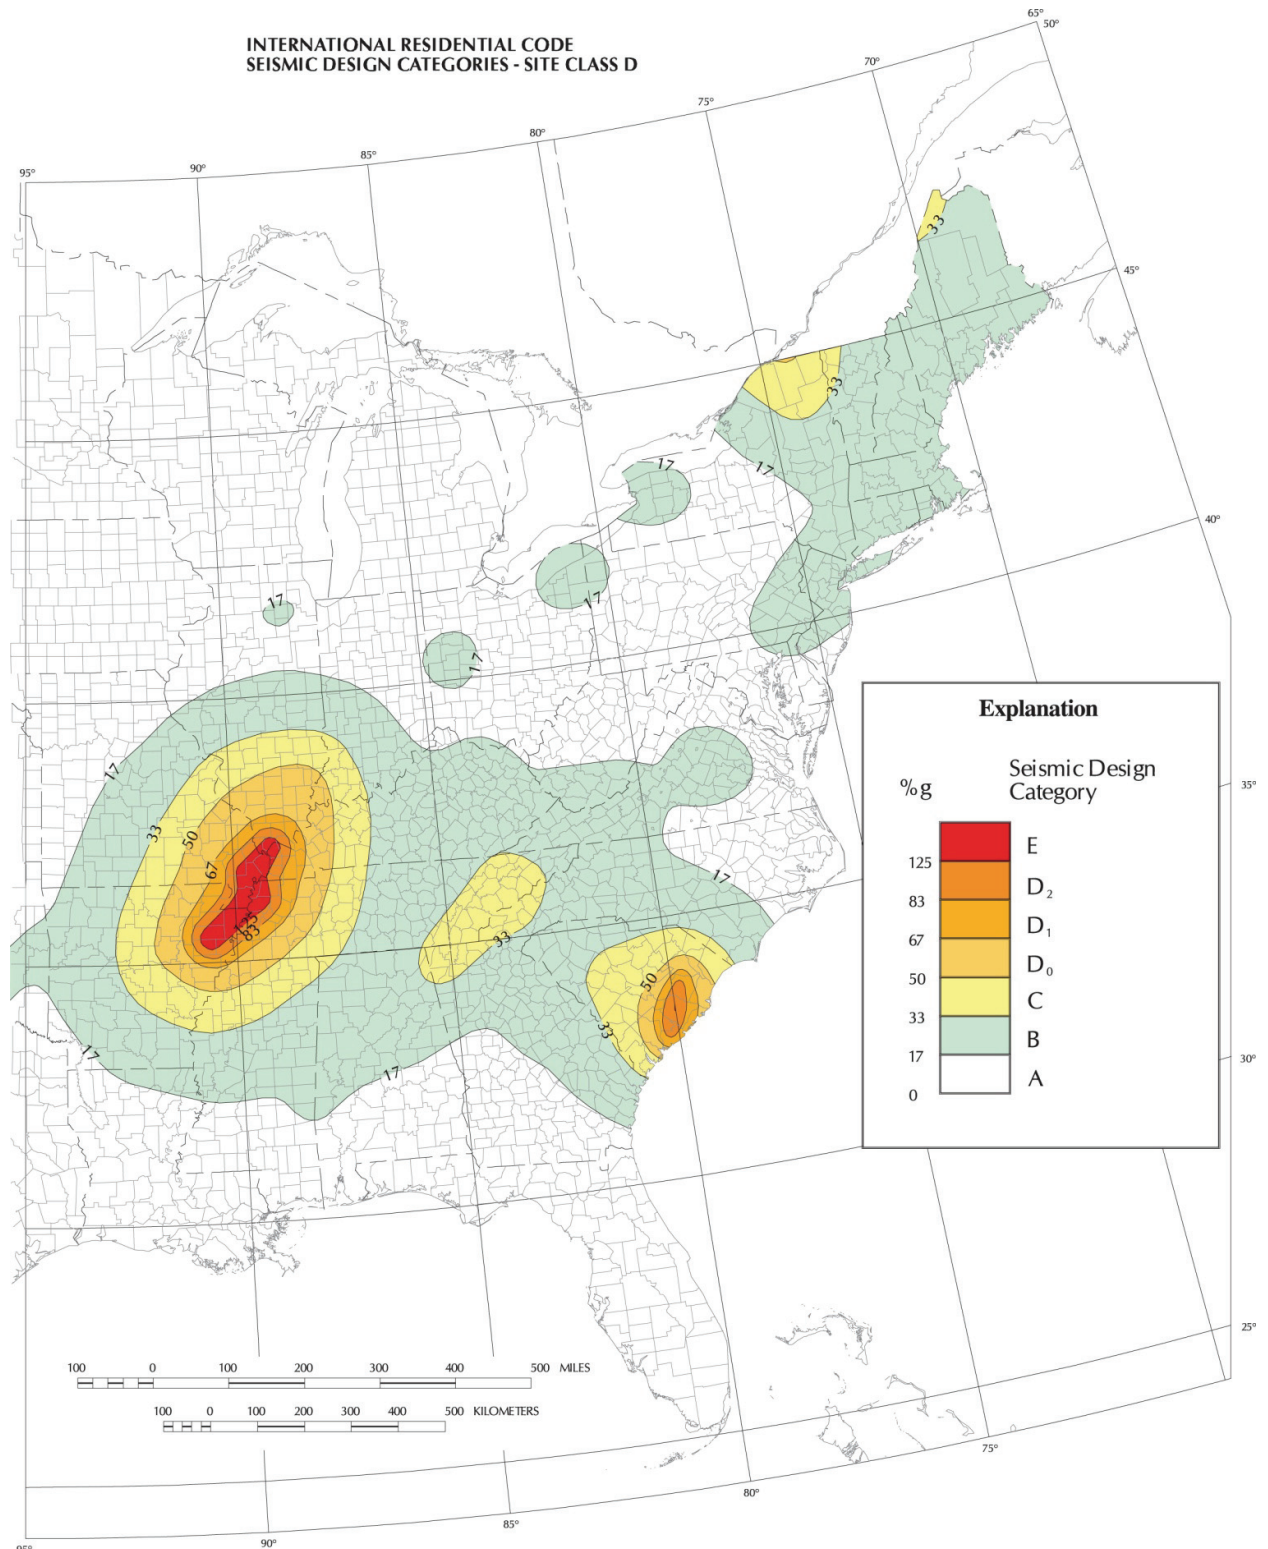 INTERNATIONAL RESIDENTIAL CODE
SEISMIC DESIGN CATEGORIES - SITE CLASS D
65°
50°
70°
75°
80°
85°
90°
95°
33
45°
33
17
17
40°
17
17
17
17
33
50
67
125
83
17
33
50
33
17
17
35°
30°
25°
Explanation
%g
Seismic Design
Category
E
125
D2
83
D1
67
D0
50
C
33
B
17
A
0
100 0 100 200 300 400 500 MILES
100 0 100 200 300 400 500 KILOMETERS
75°
80°
85°
90°
95°